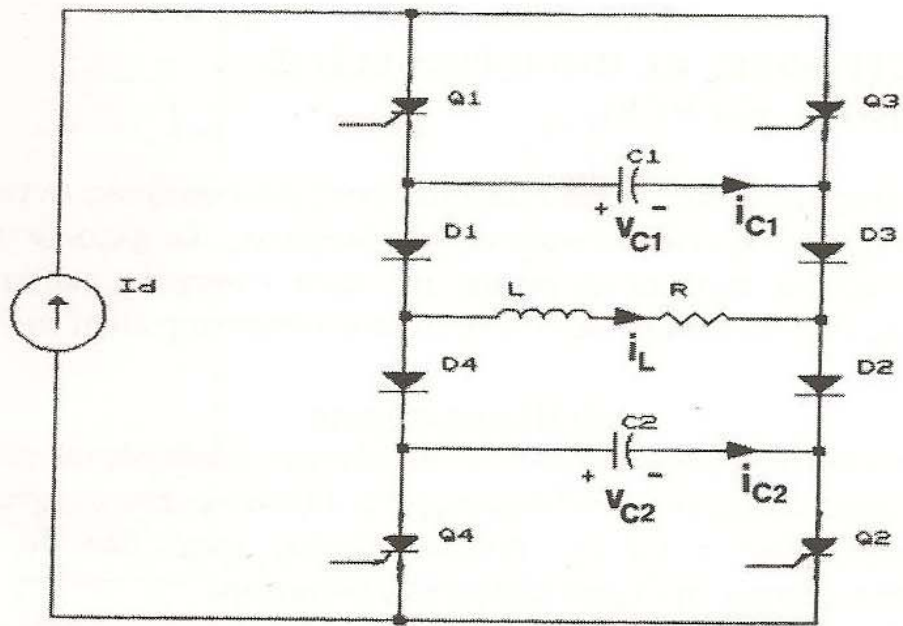 Q1
Q3
C1
+ VC1 -
iC1
D1
D3
Id
L
R
iL
D4
D2
C2
+ VC2 -
iC2
Q4
Q2